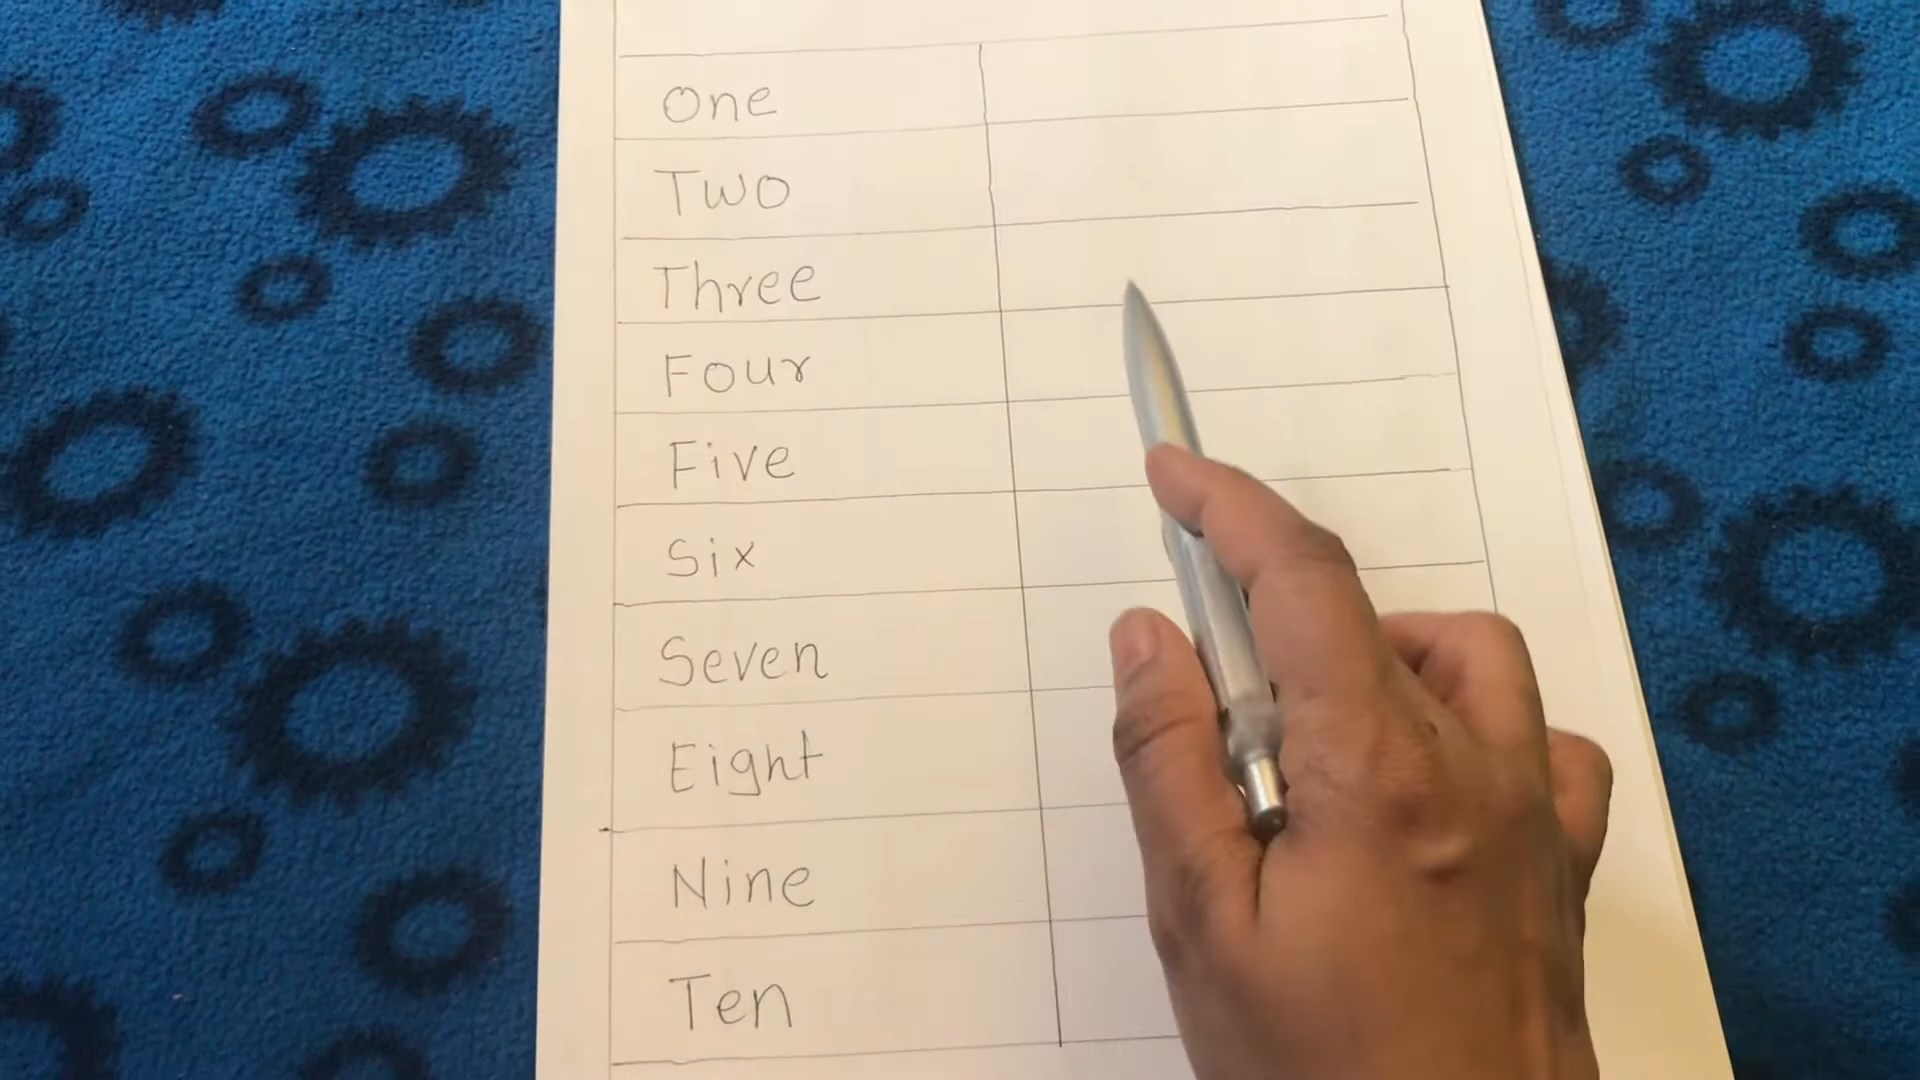 One
Two
Three
Four
Five
Six
Seven
Eight
Nine
Ten